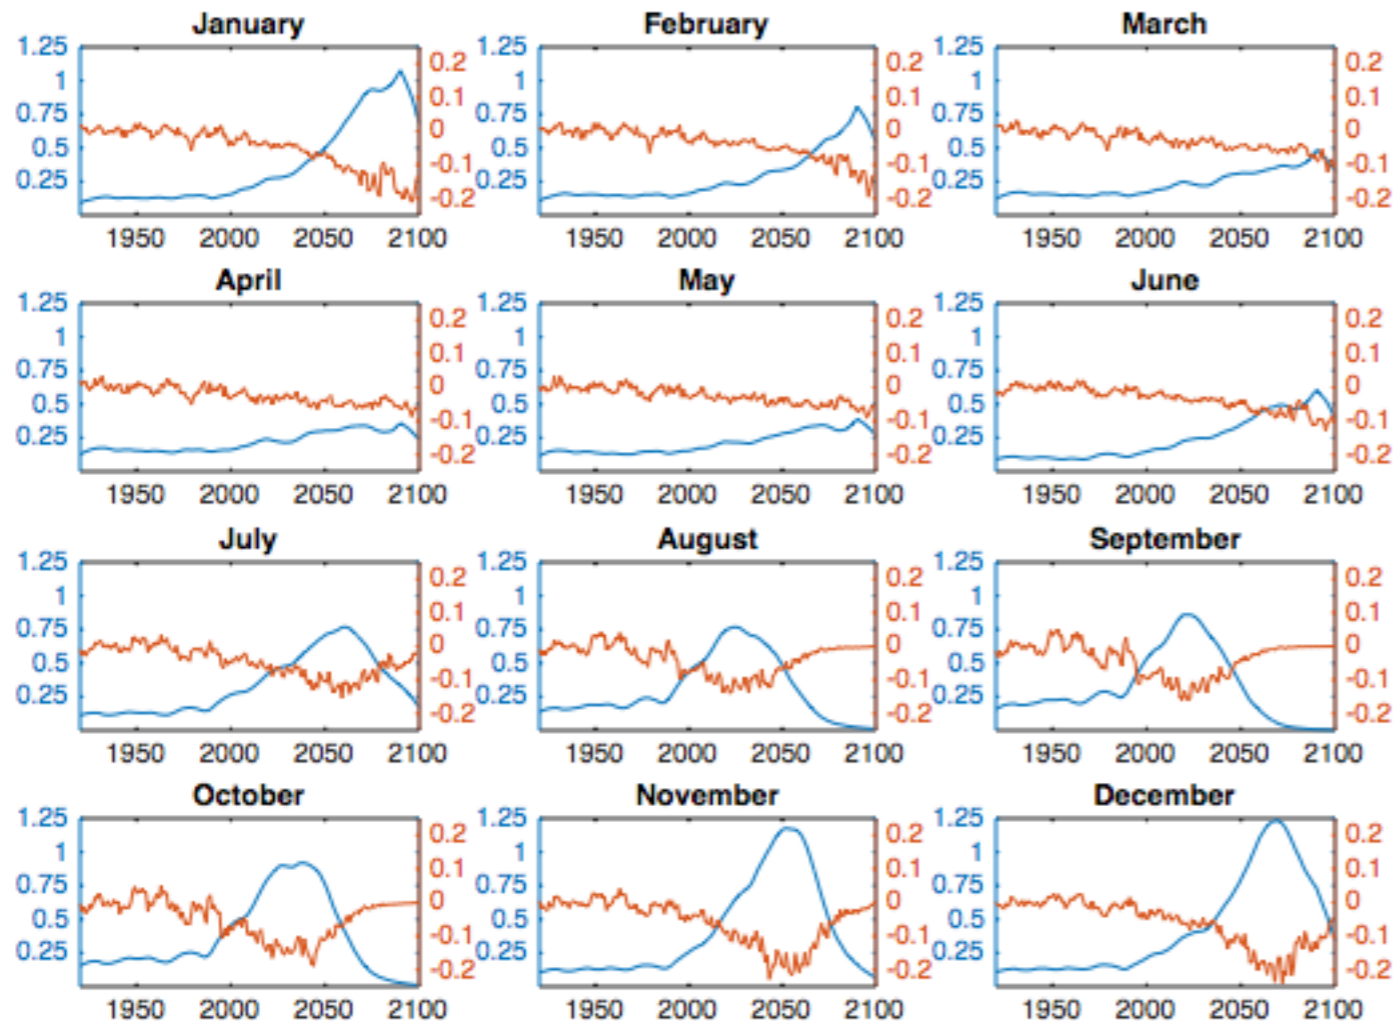 January February March
1.25 0.2 1.25 0.2 1.25 0.2
1 0.1 1 0.1 1 0.1
0.75 0 0.75 0 0.75 0
0.5 -0.1 0.5 -0.1 0.5 -0.1
0.25 -0.2 0.25 -0.2 0.25 -0.2
1950 2000 2050 2100 1950 2000 2050 2100 1950 2000 2050 2100
April May June
1.25 0.2 1.25 0.2 1.25 0.2
1 0.1 1 0.1 1 0.1
0.75 0 0.75 0 0.75 0
0.5 -0.1 0.5 -0.1 0.5 -0.1
0.25 -0.2 0.25 -0.2 0.25 -0.2
1950 2000 2050 2100 1950 2000 2050 2100 1950 2000 2050 2100
July August September
1.25 0.2 1.25 0.2 1.25 0.2
1 0.1 1 0.1 1 0.1
0.75 0 0.75 0 0.75 0
0.5 -0.1 0.5 -0.1 0.5 -0.1
0.25 -0.2 0.25 -0.2 0.25 -0.2
1950 2000 2050 2100 1950 2000 2050 2100 1950 2000 2050 2100
October November December
1.25 0.2 1.25 0.2 1.25 0.2
1 0.1 1 0.1 1 0.1
0.75 0 0.75 0 0.75 0
0.5 -0.1 0.5 -0.1 0.5 -0.1
0.25 -0.2 0.25 -0.2 0.25 -0.2
1950 2000 2050 2100 1950 2000 2050 2100 1950 2000 2050 2100